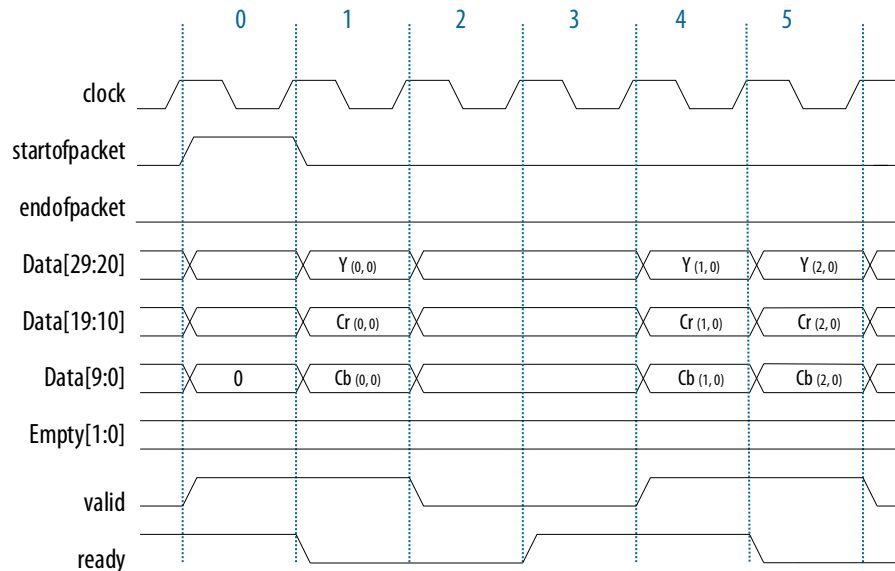 0 1 2 3 4 5
clock
startofpacket
endofpacket
Data[29:20] Y (0, 0) Y (1, 0) Y (2, 0)
Data[19:10] Cr (0, 0) Cr (1, 0) Cr (2, 0)
Data[9:0] 0 Cb (0, 0) Cb (1, 0) Cb (2, 0)
Empty[1:0]
valid
ready